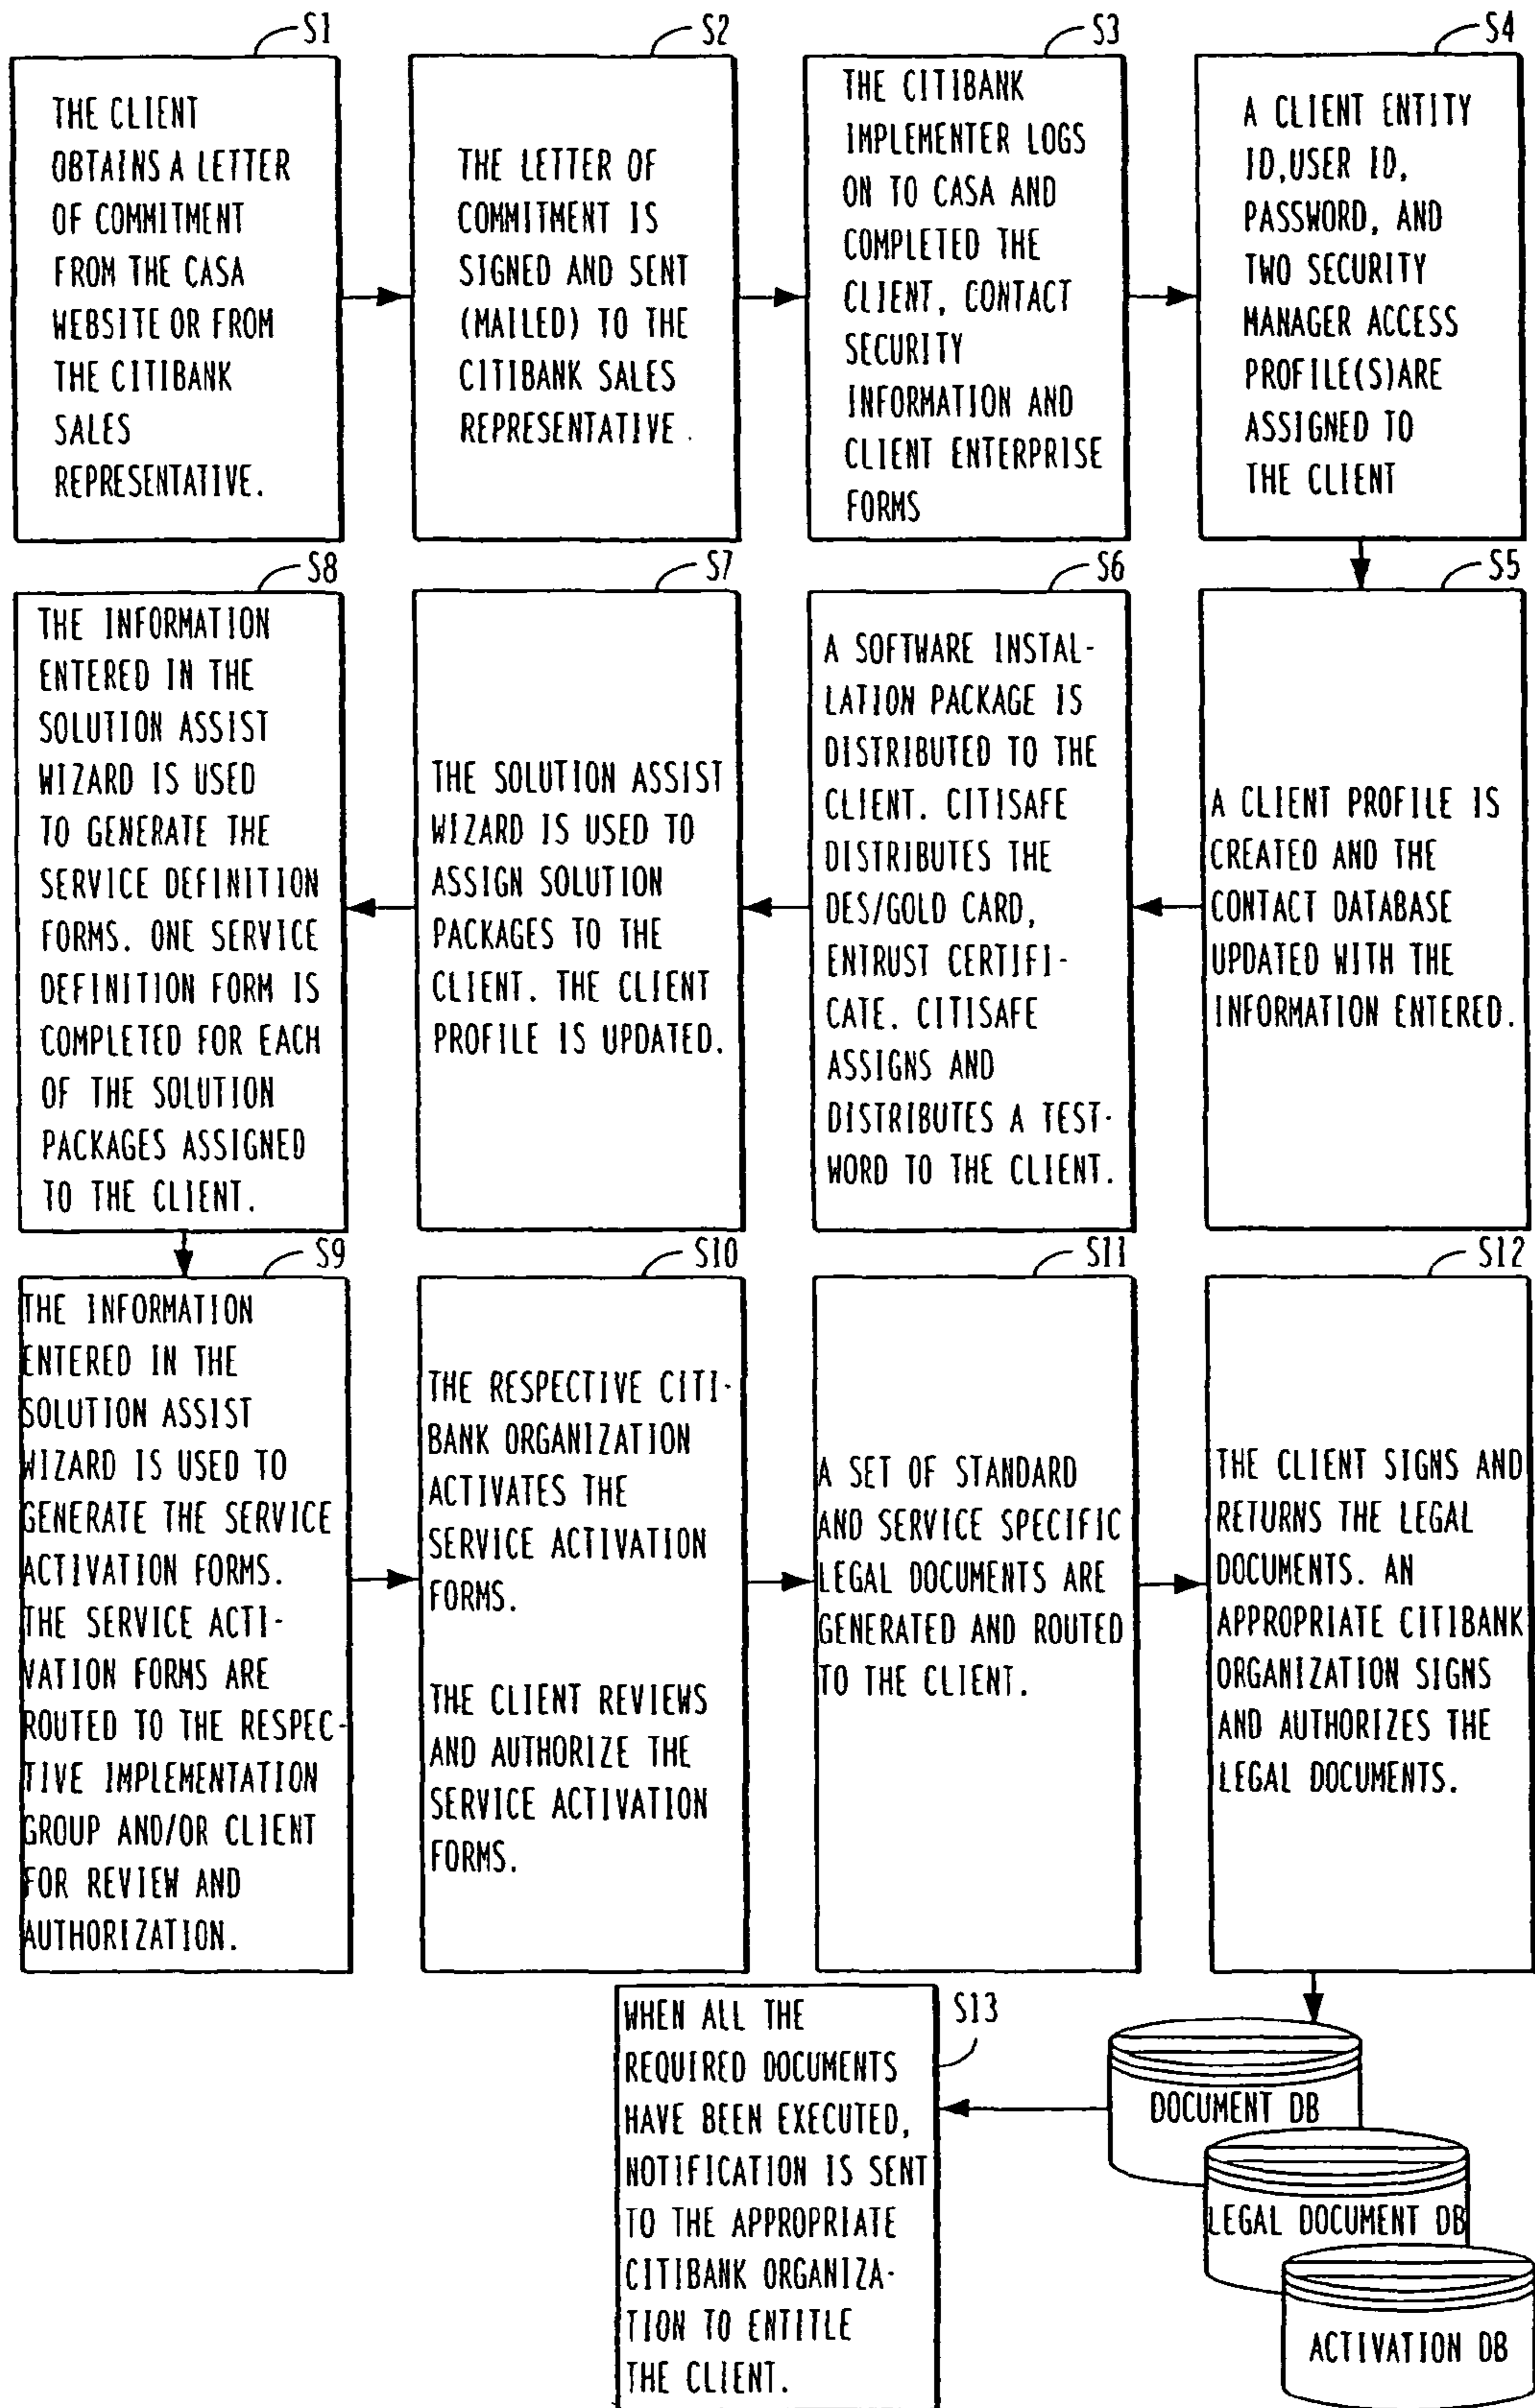 S1
THE CLIENT
OBTAINS A LETTER
OF COMMITMENT
FROM THE CASA
WEBSITE OR FROM
THE CITIBANK
SALES
REPRESENTATIVE.
S2
THE LETTER OF
COMMITMENT IS
SIGNED AND SENT
(MAILED) TO THE
CITIBANK SALES
REPRESENTATIVE.
S3
THE CITIBANK
IMPLEMENTER LOGS
ON TO CASA AND
COMPLETED THE
CLIENT, CONTACT
SECURITY
INFORMATION AND
CLIENT ENTERPRISE
FORMS
S4
A CLIENT ENTITY
ID,USER ID,
PASSWORD, AND
TWO SECURITY
MANAGER ACCESS
PROFILE(S)ARE
ASSIGNED TO
THE CLIENT
S5
A CLIENT PROFILE IS
CREATED AND THE
CONTACT DATABASE
UPDATED WITH THE
INFORMATION ENTERED.
S6
A SOFTWARE INSTAL-
LATION PACKAGE IS
DISTRIBUTED TO THE
CLIENT. CITISAFE
DISTRIBUTES THE
DES/GOLD CARD,
ENTRUST CERTIFI-
CATE. CITISAFE
ASSIGNS AND
DISTRIBUTES A TEST-
WORD TO THE CLIENT.
S7
THE SOLUTION ASSIST
WIZARD IS USED TO
ASSIGN SOLUTION
PACKAGES TO THE
CLIENT. THE CLIENT
PROFILE IS UPDATED.
S8
THE INFORMATION
ENTERED IN THE
SOLUTION ASSIST
WIZARD IS USED
TO GENERATE THE
SERVICE DEFINITION
FORMS. ONE SERVICE
DEFINITION FORM IS
COMPLETED FOR EACH
OF THE SOLUTION
PACKAGES ASSIGNED
TO THE CLIENT.
S9
THE INFORMATION
ENTERED IN THE
SOLUTION ASSIST
WIZARD IS USED TO
GENERATE THE SERVICE
ACTIVATION FORMS.
THE SERVICE ACTI-
VATION FORMS ARE
ROUTED TO THE RESPEC-
TIVE IMPLEMENTATION
GROUP AND/OR CLIENT
FOR REVIEW AND
AUTHORIZATION.
S10
THE RESPECTIVE CITI-
BANK ORGANIZATION
ACTIVATES THE
SERVICE ACTIVATION
FORMS.
THE CLIENT REVIEWS
AND AUTHORIZE THE
SERVICE ACTIVATION
FORMS.
S11
A SET OF STANDARD
AND SERVICE SPECIFIC
LEGAL DOCUMENTS ARE
GENERATED AND ROUTED
TO THE CLIENT.
S12
THE CLIENT SIGNS AND
RETURNS THE LEGAL
DOCUMENTS. AN
APPROPRIATE CITIBANK
ORGANIZATION SIGNS
AND AUTHORIZES THE
LEGAL DOCUMENTS.
DOCUMENT DB
LEGAL DOCUMENT DB
ACTIVATION DB
S13
WHEN ALL THE
REQUIRED DOCUMENTS
HAVE BEEN EXECUTED,
NOTIFICATION IS SENT
TO THE APPROPRIATE
CITIBANK ORGANIZA-
TION TO ENTITLE
THE CLIENT.